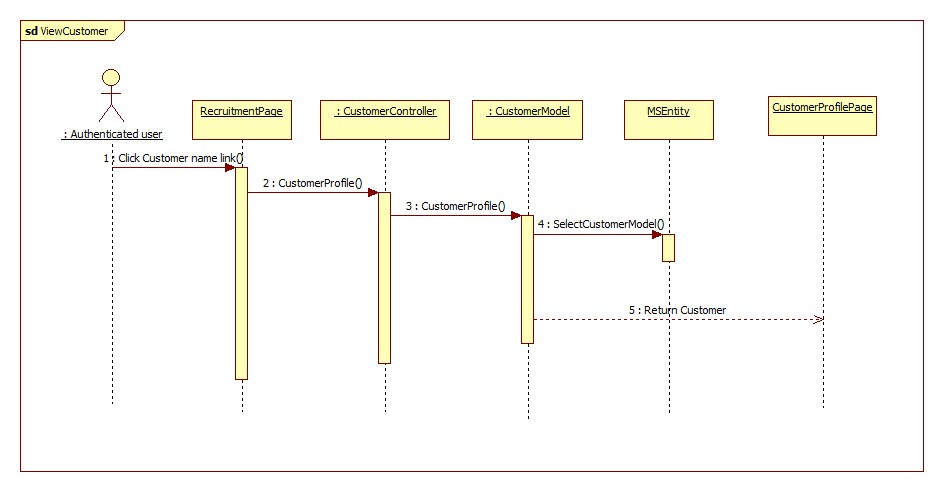 sd ViewCustomer
: Authenticated user
RecruitmentPage
: CustomerController
: CustomerModel
MSEntity
CustomerProfilePage
1 : Click Customer name link()
2 : CustomerProfile()
3 : CustomerProfile()
4 : SelectCustomerModel()
5 : Return Customer